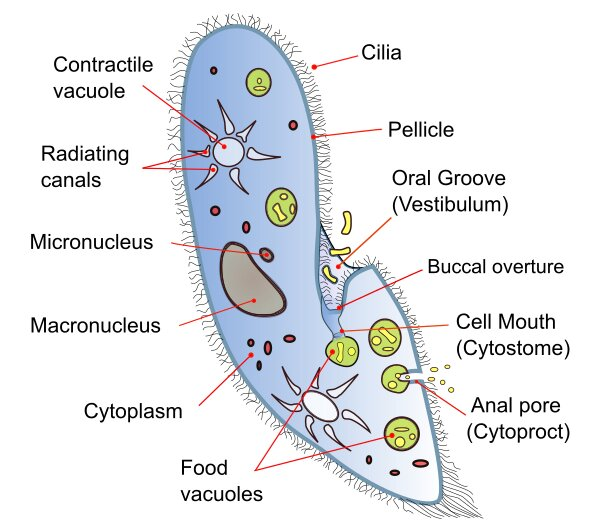 Cilia
Contractile
vacuole
Pellicle
Radiating
canals
Oral Groove
(Vestibulum)
Micronucleus
Buccal overture
Macronucleus
Cell Mouth
(Cytostome)
Cytoplasm
Anal pore
(Cytoproct)
Food
vacuoles